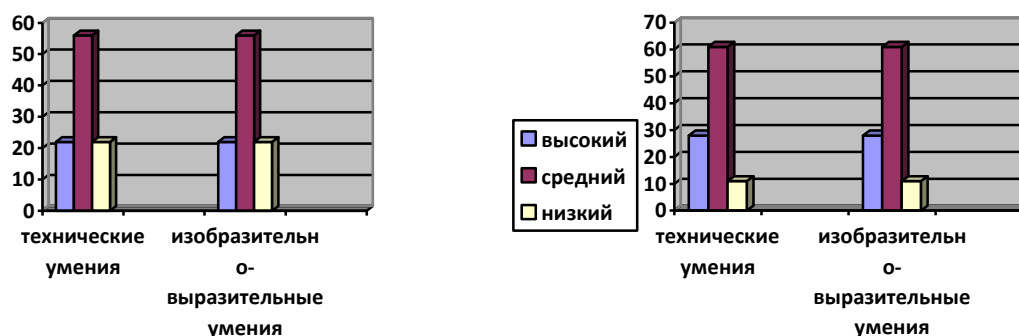 60
50
40
30
20
10
0
технические
умения
изобразительн
о-
выразительные
умения
высокий
средний
низкий
70
60
50
40
30
20
10
0
технические
умения
изобразительн
о-
выразительные
умения